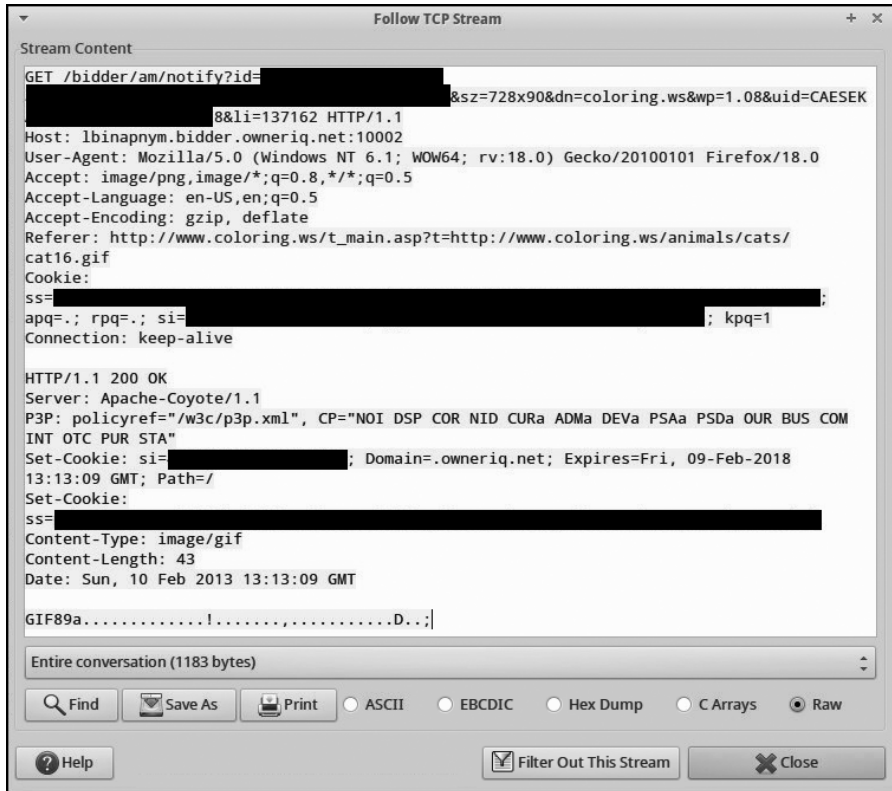 Follow TCP Stream
Stream Content
GET /bidder/am/notify?id=
&sz=728x90&dn=coloring.ws&wp=1.08&uid=CAESEK
8&li=137162 HTTP/1.1
Host: lbinapnym.bidder.owneriq.net:10002
User-Agent: Mozilla/5.0 (Windows NT 6.1; WOW64; rv:18.0) Gecko/20100101 Firefox/18.0
Accept: image/png,image/*;q=0.8,*/*;q=0.5
Accept-Language: en-US,en;q=0.5
Accept-Encoding: gzip, deflate
Referer: http://www.coloring.ws/t_main.asp?t=http://www.coloring.ws/animals/cats/
cat16.gif
Cookie:
ss= ;
apq=.; rpq=.; si= ; kpq=1
Connection: keep-alive
HTTP/1.1 200 OK
Server: Apache-Coyote/1.1
P3P: policyref="/w3c/p3p.xml", CP="NOI DSP COR NID CURa ADMa DEVa PSAa PSDa OUR BUS COM
INT OTC PUR STA"
Set-Cookie: si= ; Domain=.owneriq.net; Expires=Fri, 09-Feb-2018
13:13:09 GMT; Path=/
Set-Cookie:
ss=
Content-Type: image/gif
Content-Length: 43
Date: Sun, 10 Feb 2013 13:13:09 GMT
GIF89a.............!.......,...........D..;
Entire conversation (1183 bytes)
Find Save As Print ASCII EBCDIC Hex Dump C Arrays Raw
Help Filter Out This Stream Close